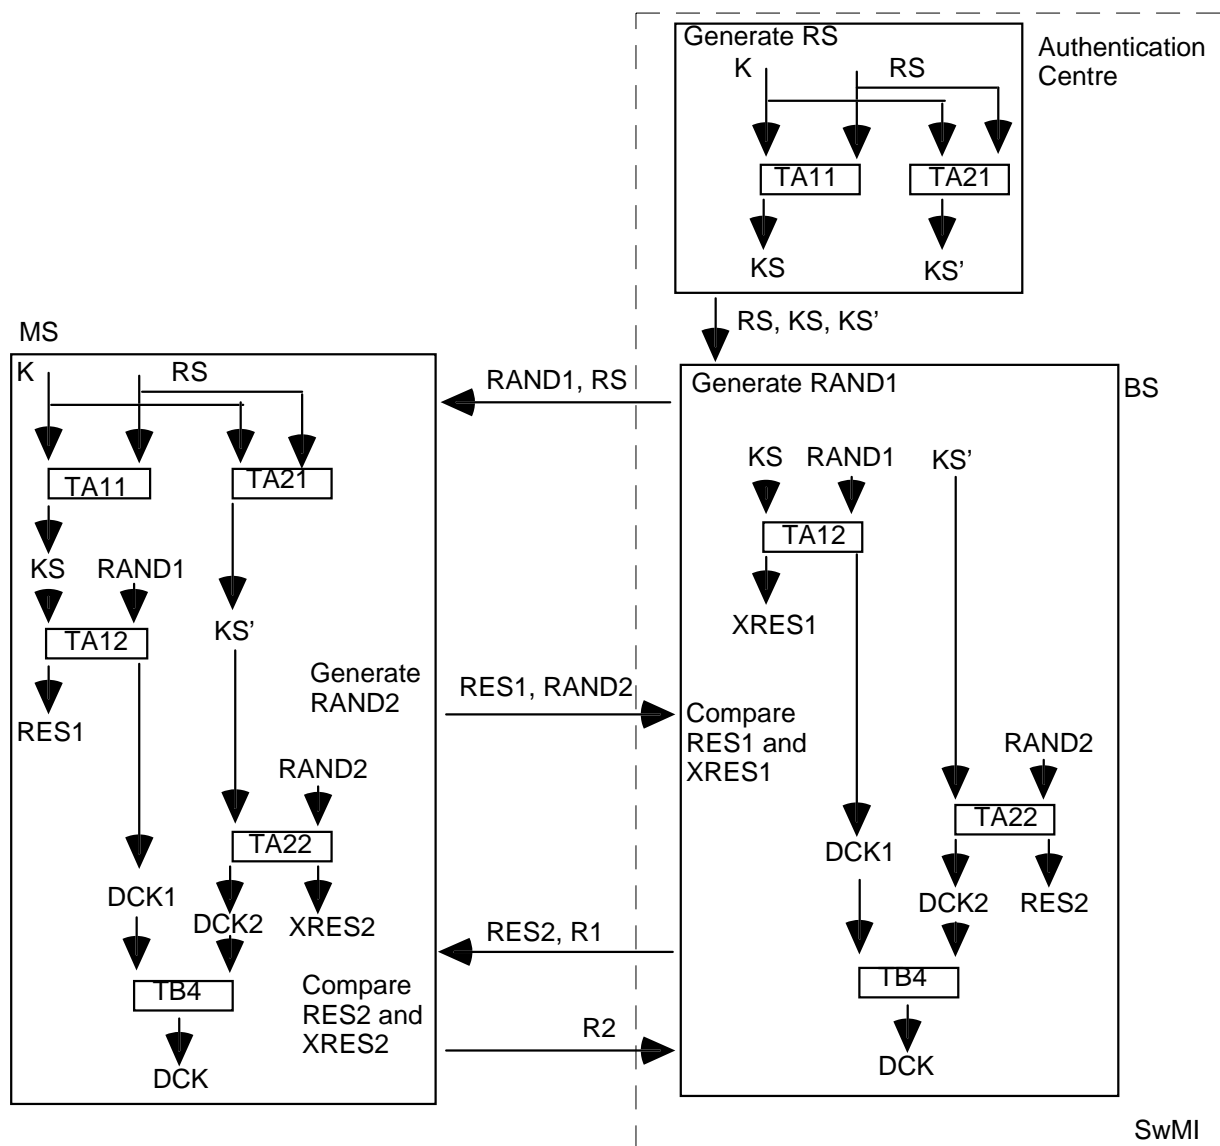 Generate RS
Authentication
Centre
K
RS
TA11
TA21
KS
KS’
RS, KS, KS’
MS
K
RS
TA11
TA21
KS
RAND1
TA12
KS’
RES1
Generate
RAND2
RAND2
TA22
DCK1
DCK2
XRES2
TB4
Compare
RES2 and
XRES2
DCK
RAND1, RS
RES1, RAND2
RES2, R1
R2
Generate RAND1
BS
KS
RAND1
KS’
TA12
XRES1
Compare
RES1 and
XRES1
RAND2
TA22
DCK1
DCK2
RES2
TB4
DCK
SwMI